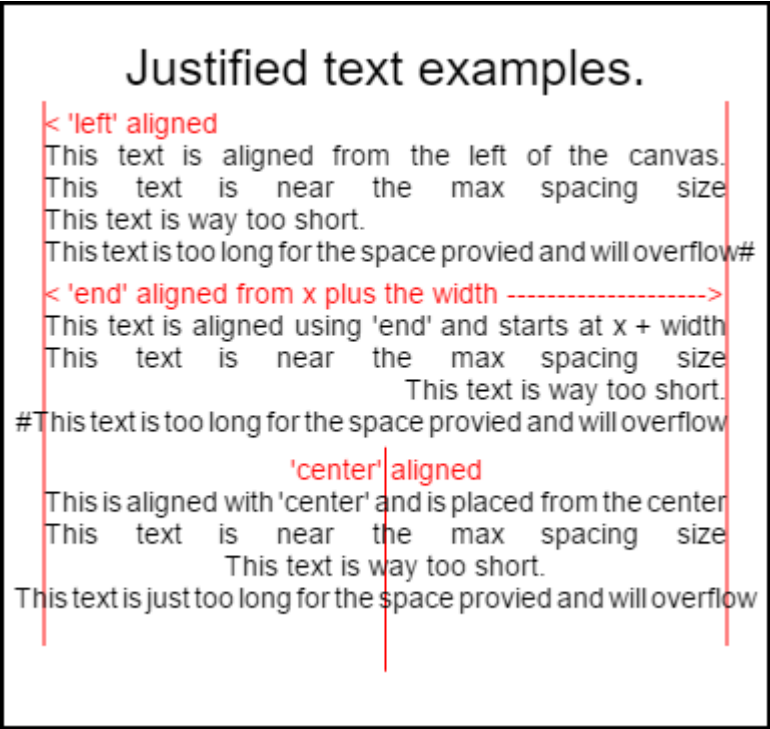 Justified text examples.
< 'left' aligned
This text is aligned from the left of the canvas.
This text is near the max spacing size
This text is way too short.
This text is too long for the space provied and will overflow#
< 'end' aligned from x plus the width -------------------->
This text is aligned using 'end' and starts at x + width
This text is near the max spacing size
This text is way too short.
#This text is too long for the space provied and will overflow
'center' aligned
This is aligned with 'center' and is placed from the center
This text is near the max spacing size
This text is way too short.
This text is just too long for the space provied and will overflow